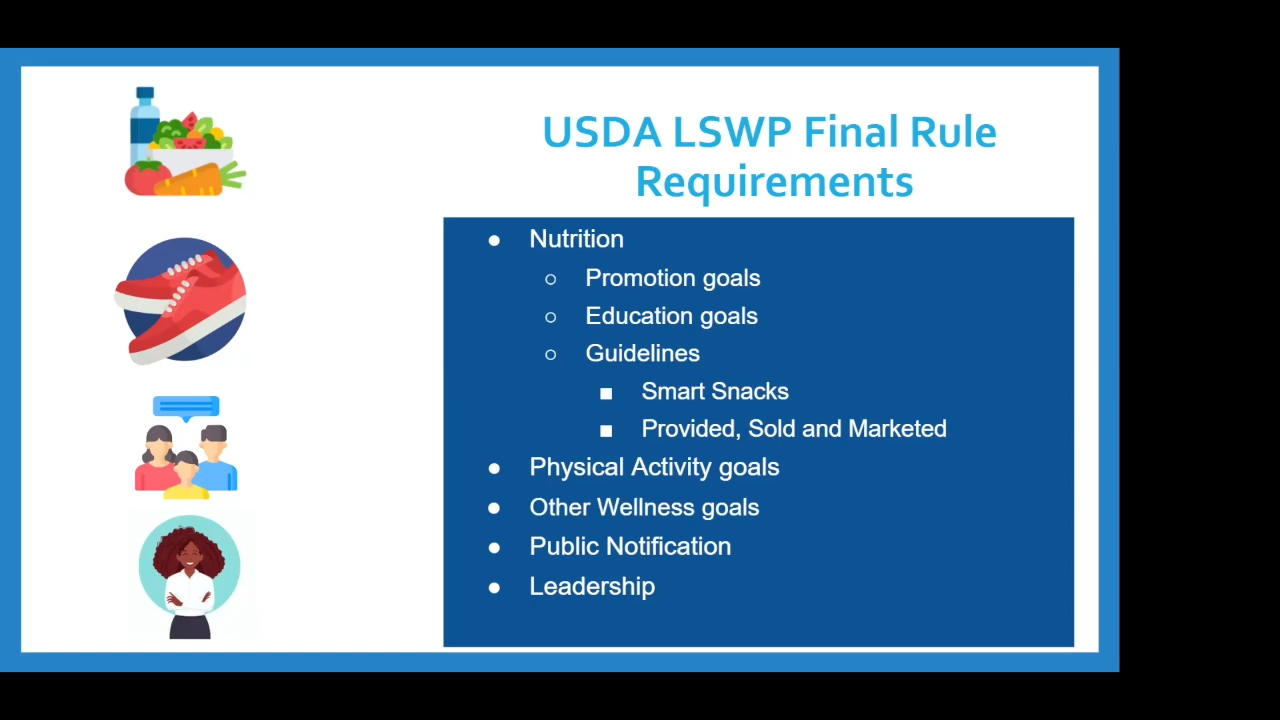 USDA LSWP Final Rule
Requirements
● Nutrition
○ Promotion goals
○ Education goals
○ Guidelines
■ Smart Snacks
■ Provided, Sold and Marketed
● Physical Activity goals
● Other Wellness goals
● Public Notification
● Leadership